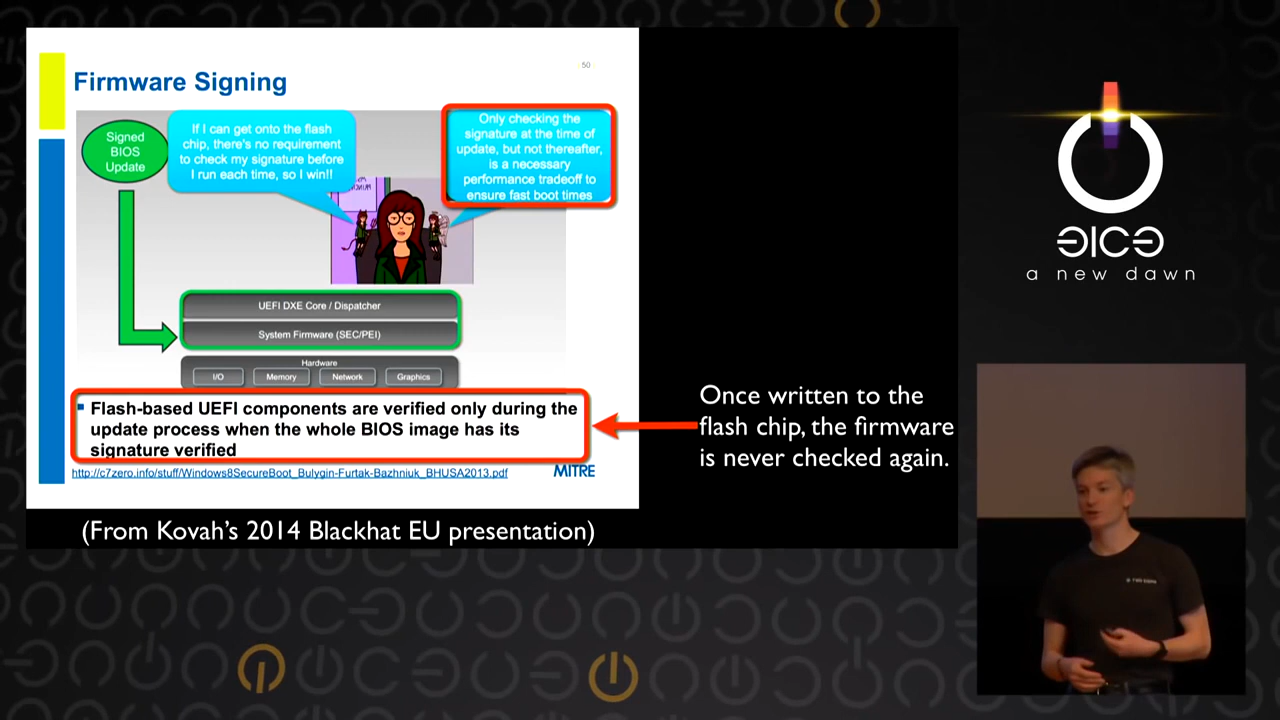 Firmware Signing
50
Signed
BIOS
Update
If I can get onto the flash
chip, there's no requirement
to check my signature before
I run each time, so I win!!
Only checking the
signature at the time of
update, but not thereafter,
is a necessary
performance tradeoff to
ensure fast boot times
UEFI DXE Core / Dispatcher
System Firmware (SEC/PEI)
Hardware
I/O
Memory
Network
Graphics
Flash-based UEFI components are verified only during the
update process when the whole BIOS image has its
signature verified
http://c7zero.info/stuff/Windows8SecureBoot_Bulygin-Furtak-Bazhniuk_BHUSA2013.pdf
MITRE
(From Kovah's 2014 Blackhat EU presentation)
Once written to the
flash chip, the firmware
is never checked again.
a new dawn